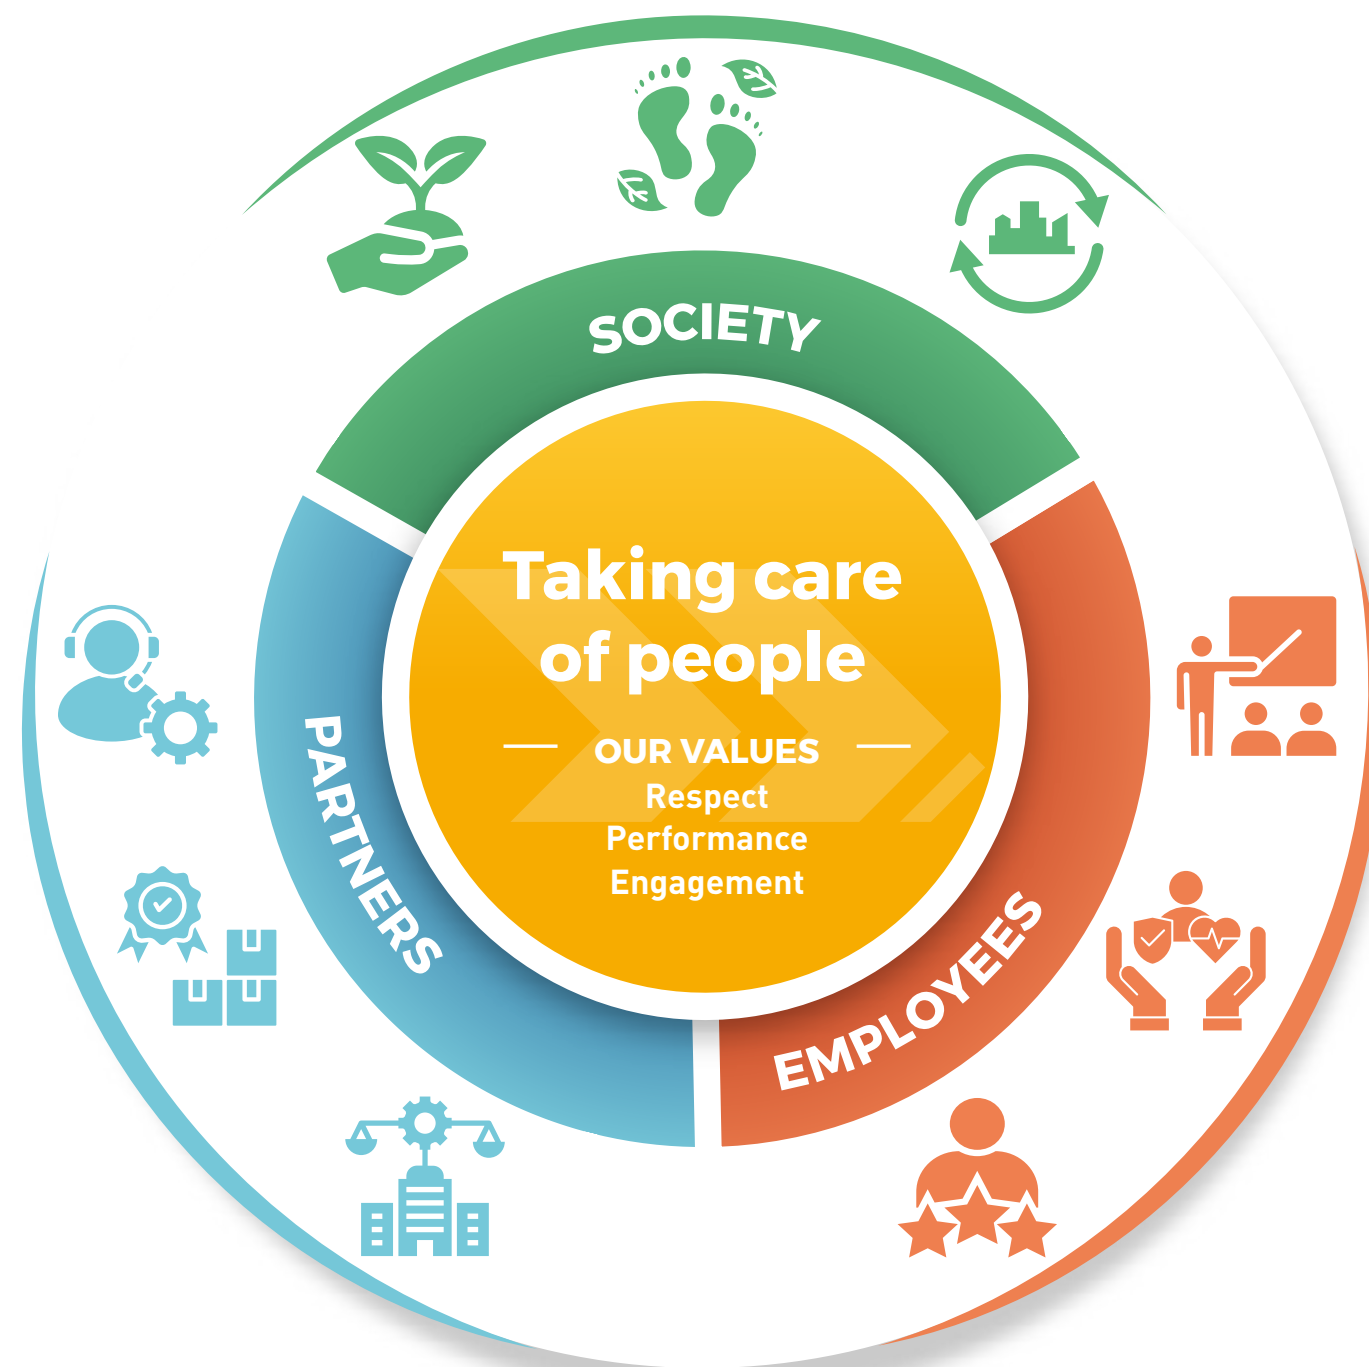 SOCIETY
Taking care
of people
OUR VALUES
Respect
Performance
Engagement
PARTNERS
EMPLOYEES